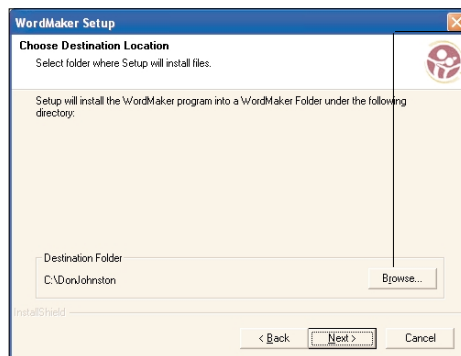 WordMaker Setup
Choose Destination Location
Select folder where Setup will install files.
Setup will install the WordMaker program into a WordMaker Folder under the following
directory:
Destination Folder
C:\DonJohnston
Browse...
InstallShield
< Back
Next >
Cancel